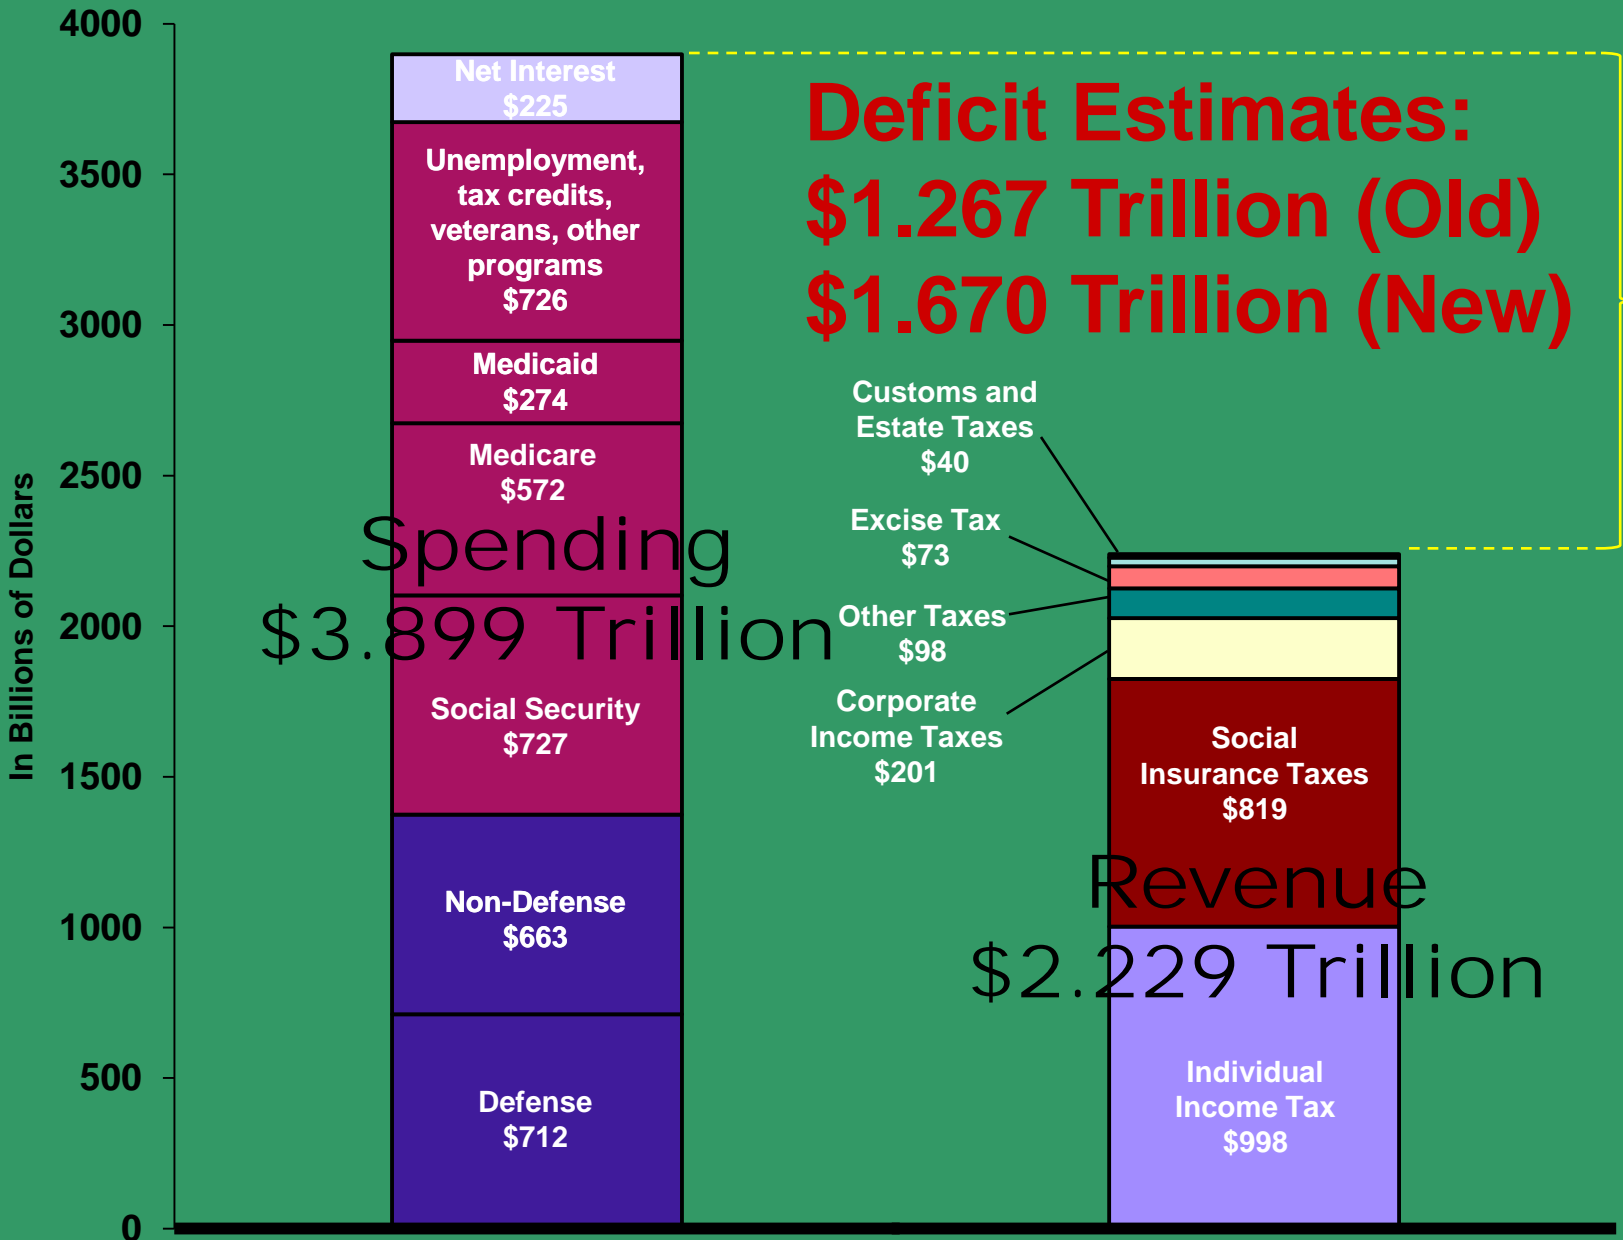 4000
3500
3000
2500
2000
1500
1000
500
0
In Billions of Dollars
Net Interest
$225
Unemployment,
tax credits,
veterans, other
programs
$726
Medicaid
$274
Medicare
$572
Spending
$3.899 Trillion
Social Security
$727
Non-Defense
$663
Defense
$712
Deficit Estimates:
$1.267 Trillion (Old)
$1.670 Trillion (New)
Customs and
Estate Taxes
$40
Excise Tax
$73
Other Taxes
$98
Corporate
Income Taxes
$201
Social
Insurance Taxes
$819
Revenue
$2.229 Trillion
Individual
Income Tax
$998